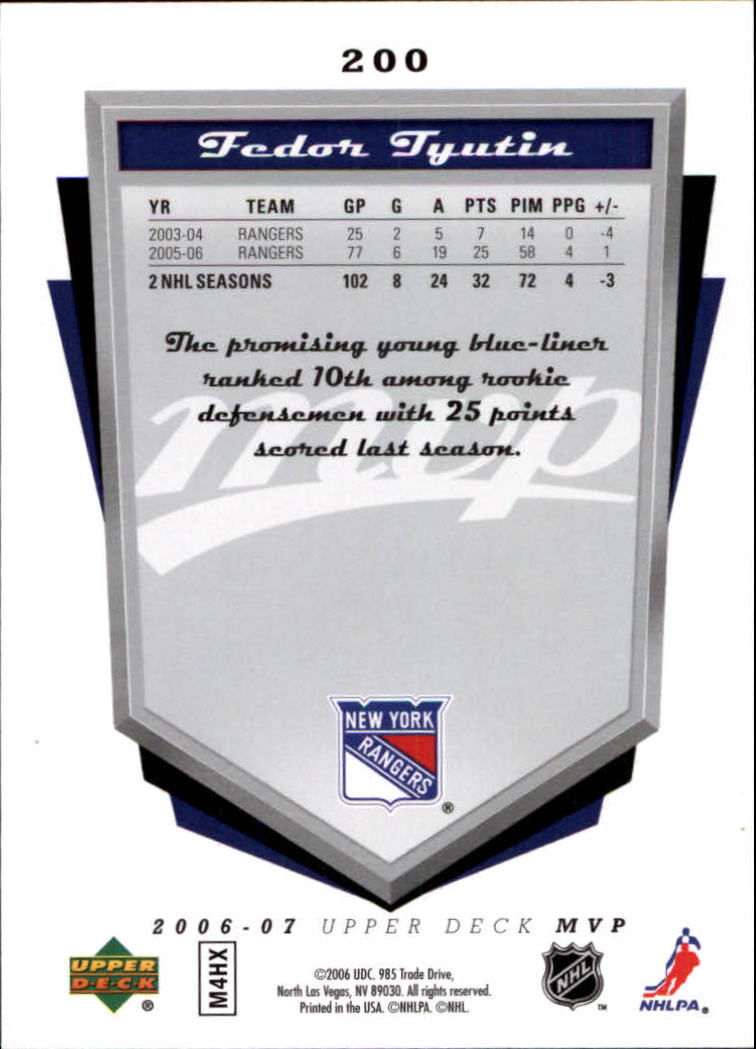 200
Fedor Tyutin
YR TEAM GP G A PTS PIM PPG +/-
2003-04 RANGERS 25 2 5 7 14 0 -4
2005-06 RANGERS 77 6 19 25 58 4 1
2 NHL SEASONS 102 8 24 32 72 4 -3
The promising young blue-liner
ranked 10th among rookie
defensemen with 25 points
scored last season.
mvp
NEW YORK
RANGERS
®
2006-07 UPPER DECK MVP
UPPER
DECK
®
M4HX
©2006 UDC. 985 Trade Drive,
North Las Vegas, NV 89030. All rights reserved.
Printed in the USA. ©NHLPA. ©NHL.
NHL
™
NHLPA®